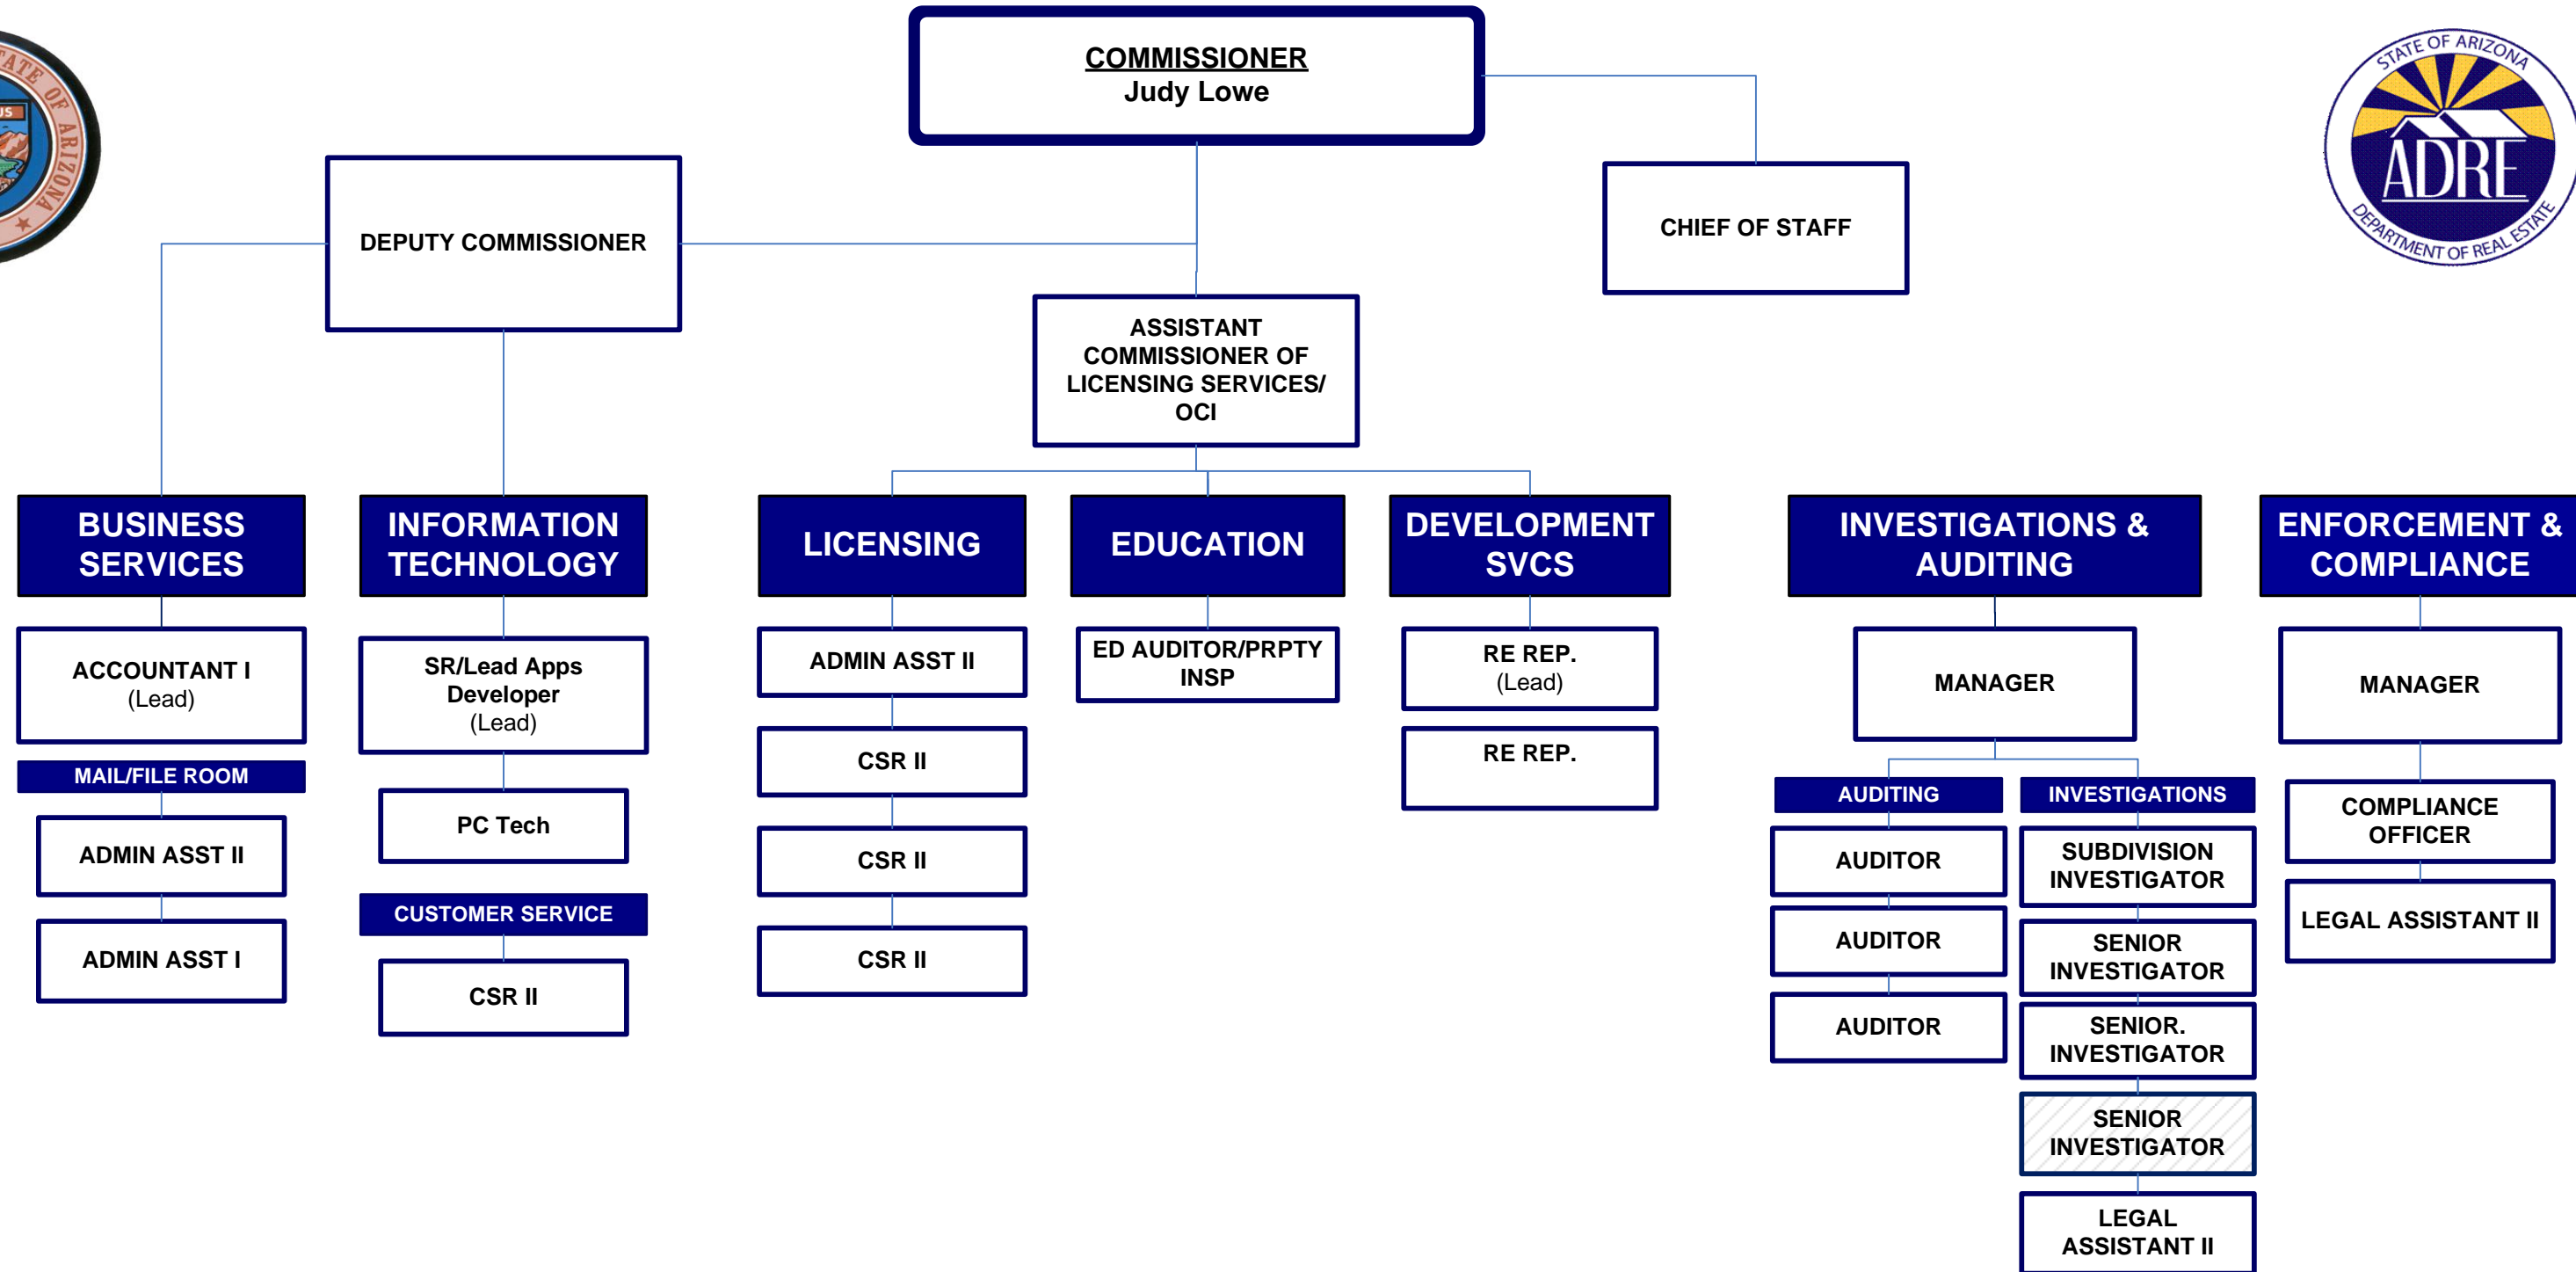 COMMISSIONER
Judy Lowe
STATE OF ARIZONA
ADRE
DEPARTMENT OF REAL ESTATE
STATE OF ARIZONA
DEPUTY COMMISSIONER
CHIEF OF STAFF
ASSISTANT
COMMISSIONER OF
LICENSING SERVICES/
OCI
BUSINESS
SERVICES
ACCOUNTANT I
(Lead)
MAIL/FILE ROOM
ADMIN ASST II
ADMIN ASST I
INFORMATION
TECHNOLOGY
SR/Lead Apps
Developer
(Lead)
PC Tech
CUSTOMER SERVICE
CSR II
LICENSING
ADMIN ASST II
CSR II
CSR II
CSR II
EDUCATION
ED AUDITOR/PRPTY
INSP
DEVELOPMENT
SVCS
RE REP.
(Lead)
RE REP.
INVESTIGATIONS &
AUDITING
MANAGER
AUDITING
AUDITOR
AUDITOR
AUDITOR
INVESTIGATIONS
SUBDIVISION
INVESTIGATOR
SENIOR
INVESTIGATOR
SENIOR.
INVESTIGATOR
SENIOR
INVESTIGATOR
LEGAL
ASSISTANT II
ENFORCEMENT &
COMPLIANCE
MANAGER
COMPLIANCE
OFFICER
LEGAL ASSISTANT II